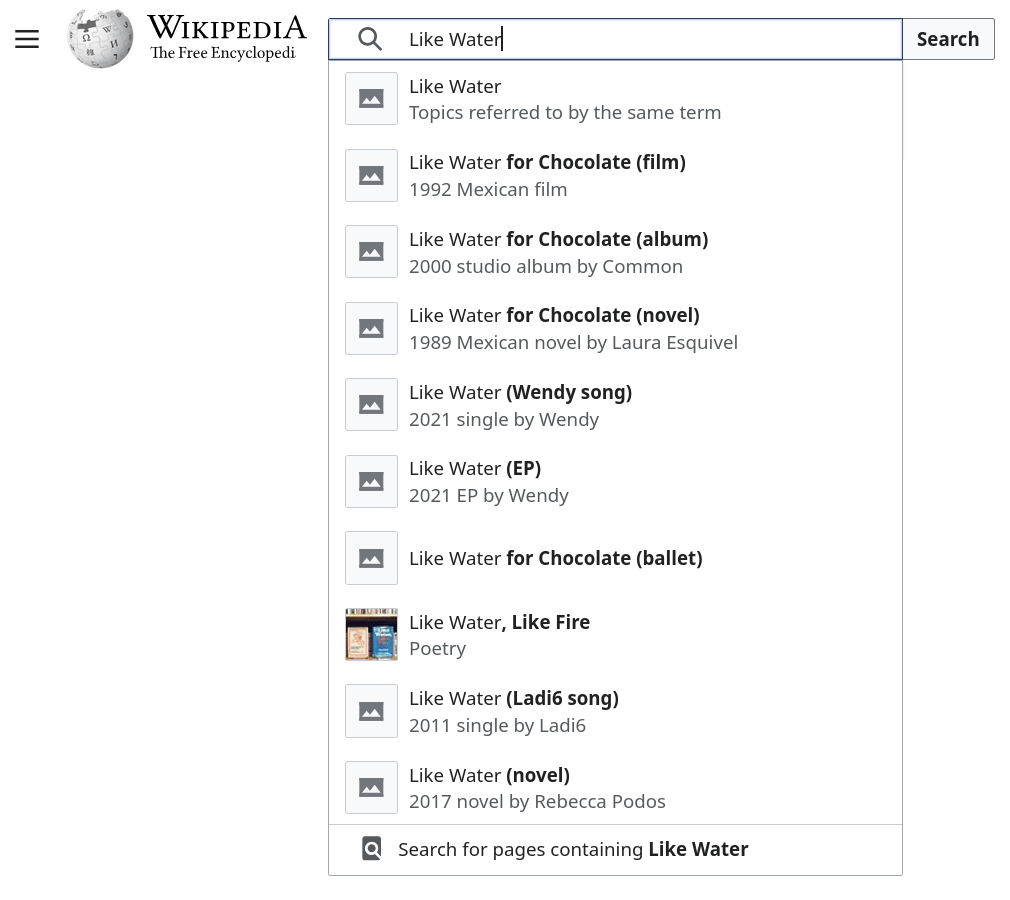 WIKIPEDIA
The Free Encyclopedi
Like Water
Search
Like Water
Topics referred to by the same term
Like Water for Chocolate (film)
1992 Mexican film
Like Water for Chocolate (album)
2000 studio album by Common
Like Water for Chocolate (novel)
1989 Mexican novel by Laura Esquivel
Like Water (Wendy song)
2021 single by Wendy
Like Water (EP)
2021 EP by Wendy
Like Water for Chocolate (ballet)
Like Water, Like Fire
Poetry
Like Water (Ladi6 song)
2011 single by Ladi6
Like Water (novel)
2017 novel by Rebecca Podos
Search for pages containing Like Water